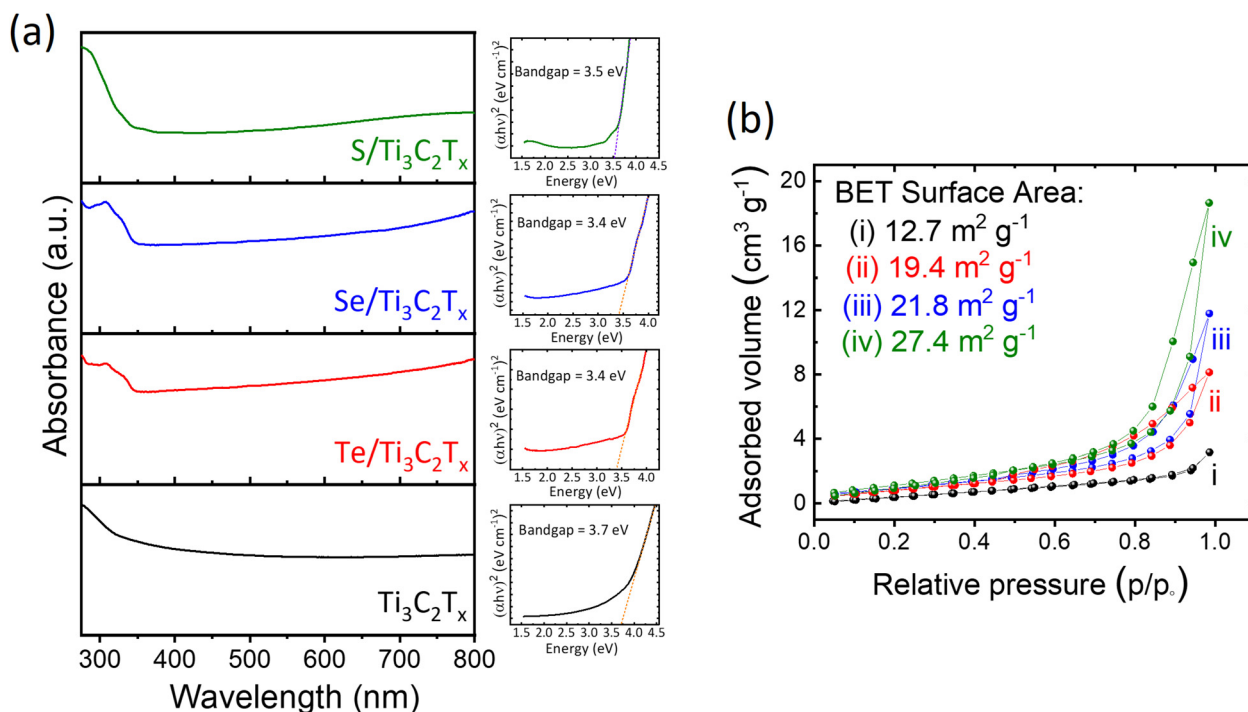 (a)
Absorbance (a.u.)
S/Ti₃C₂Tₓ
Se/Ti₃C₂Tₓ
Te/Ti₃C₂Tₓ
Ti₃C₂Tₓ
300 400 500 600 700 800
Wavelength (nm)
(αhν)² (eV cm⁻¹)²
Bandgap = 3.5 eV
1.5 2.0 2.5 3.0 3.5 4.0 4.5
Energy (eV)
(αhν)² (eV cm⁻¹)²
Bandgap = 3.4 eV
1.5 2.0 2.5 3.0 3.5 4.0
Energy (eV)
(αhν)² (eV cm⁻¹)²
Bandgap = 3.4 eV
1.5 2.0 2.5 3.0 3.5 4.0
Energy (eV)
(αhν)² (eV cm⁻¹)²
Bandgap = 3.7 eV
1.5 2.0 2.5 3.0 3.5 4.0 4.5
Energy (eV)
(b)
Adsorbed volume (cm³ g⁻¹)
20
16
12
8
4
0
BET Surface Area:
(i) 12.7 m² g⁻¹
(ii) 19.4 m² g⁻¹
(iii) 21.8 m² g⁻¹
(iv) 27.4 m² g⁻¹
iv
iii
ii
i
0.0 0.2 0.4 0.6 0.8 1.0
Relative pressure (p/p₀)